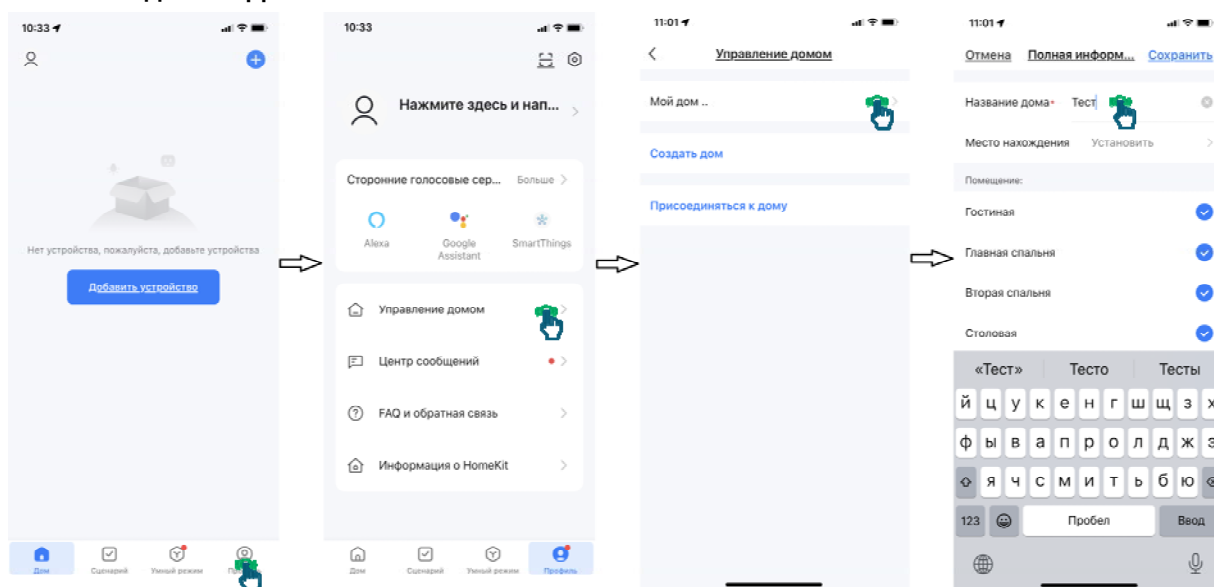 10:33
Нет устройства, пожалуйста, добавьте устройства
Добавить устройство
Дом
Сценарий
Умный режим
10:33
Нажмите здесь и нап...
Сторонние голосовые сер...
Больше
Alexa
Google
Assistant
SmartThings
Управление домом
Центр сообщений
FAQ и обратная связь
Информация о HomeKit
Дом
Сценарий
Умный режим
Профиль
11:01
Управление домом
Мой дом ..
Создать дом
Присоединяться к дому
11:01
Отмена Полная информ... Сохранить
Название дома* Тест
Место нахождения Установить
Помещение:
Гостиная
Главная спальня
Вторая спальня
Столовая
«Тест» Тесто Тесты
й ц у к е н г ш щ з х
ф ы в а п р о л д ж э
я ч с м и т ь б ю
123 Пробел Ввод